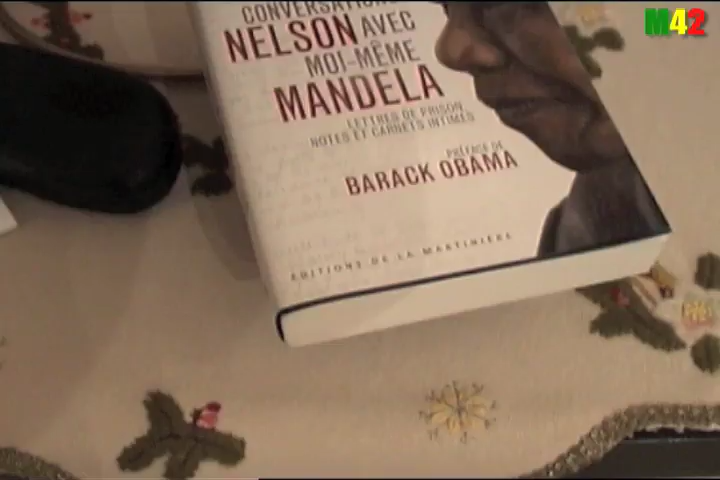 M42
CONVERSATIONS
NELSON AVEC
MOI-MÊME
MANDELA
LETTRES DE PRISON,
NOTES ET CARNETS INTIMES
PRÉFACE DE
BARACK OBAMA
ÉDITIONS DE LA MARTINIÈRE